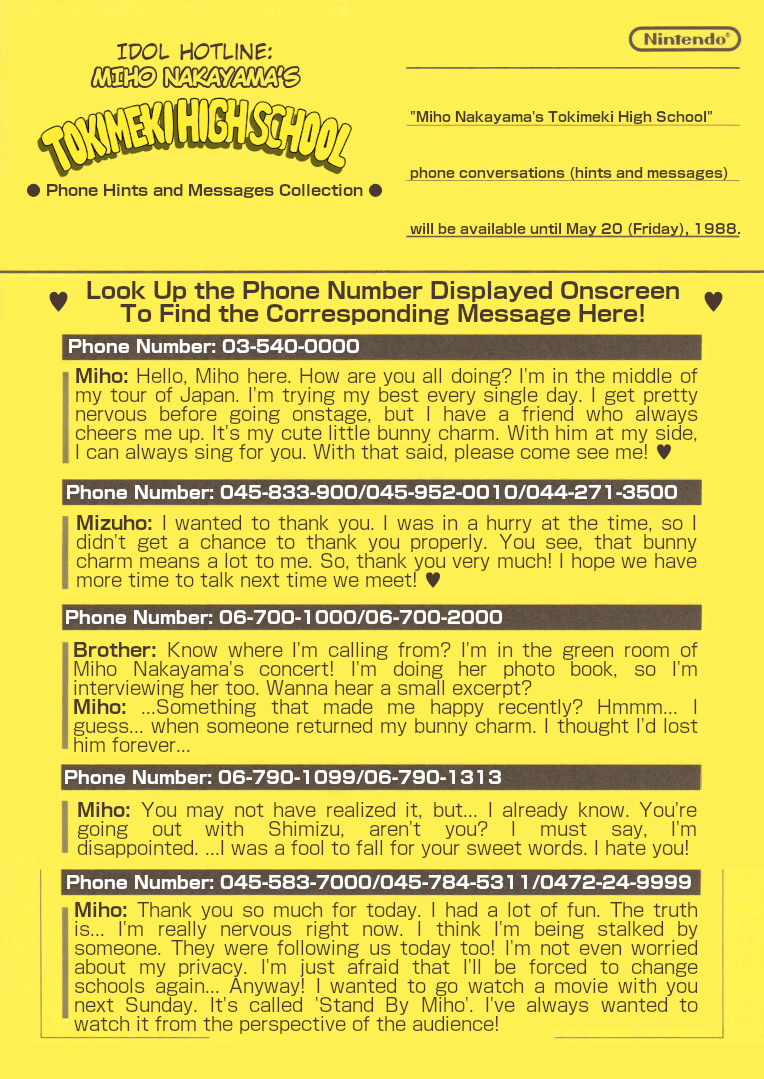 IDOL HOTLINE:
MIHO NAKAYAMA'S
TOKIMEKI HIGH SCHOOL
● Phone Hints and Messages Collection ●
Nintendo®
"Miho Nakayama's Tokimeki High School"
phone conversations (hints and messages)
will be available until May 20 (Friday), 1988.
♥ Look Up the Phone Number Displayed Onscreen ♥
To Find the Corresponding Message Here!
Phone Number: 03-540-0000
Miho: Hello, Miho here. How are you all doing? I'm in the middle of
my tour of Japan. I'm trying my best every single day. I get pretty
nervous before going onstage, but I have a friend who always
cheers me up. It's my cute little bunny charm. With him at my side,
I can always sing for you. With that said, please come see me! ♥
Phone Number: 045-833-900/045-952-0010/044-271-3500
Mizuho: I wanted to thank you. I was in a hurry at the time, so I
didn't get a chance to thank you properly. You see, that bunny
charm means a lot to me. So, thank you very much! I hope we have
more time to talk next time we meet! ♥
Phone Number: 06-700-1000/06-700-2000
Brother: Know where I'm calling from? I'm in the green room of
Miho Nakayama's concert! I'm doing her photo book, so I'm
interviewing her too. Wanna hear a small excerpt?
Miho: ...Something that made me happy recently? Hmmm... I
guess... when someone returned my bunny charm. I thought I'd lost
him forever...
Phone Number: 06-790-1099/06-790-1313
Miho: You may not have realized it, but... I already know. You're
going out with Shimizu, aren't you? I must say, I'm
disappointed. ...I was a fool to fall for your sweet words. I hate you!
Phone Number: 045-583-7000/045-784-5311/0472-24-9999
Miho: Thank you so much for today. I had a lot of fun. The truth
is... I'm really nervous right now. I think I'm being stalked by
someone. They were following us today too! I'm not even worried
about my privacy. I'm just afraid that I'll be forced to change
schools again... Anyway! I wanted to go watch a movie with you
next Sunday. It's called 'Stand By Miho'. I've always wanted to
watch it from the perspective of the audience!